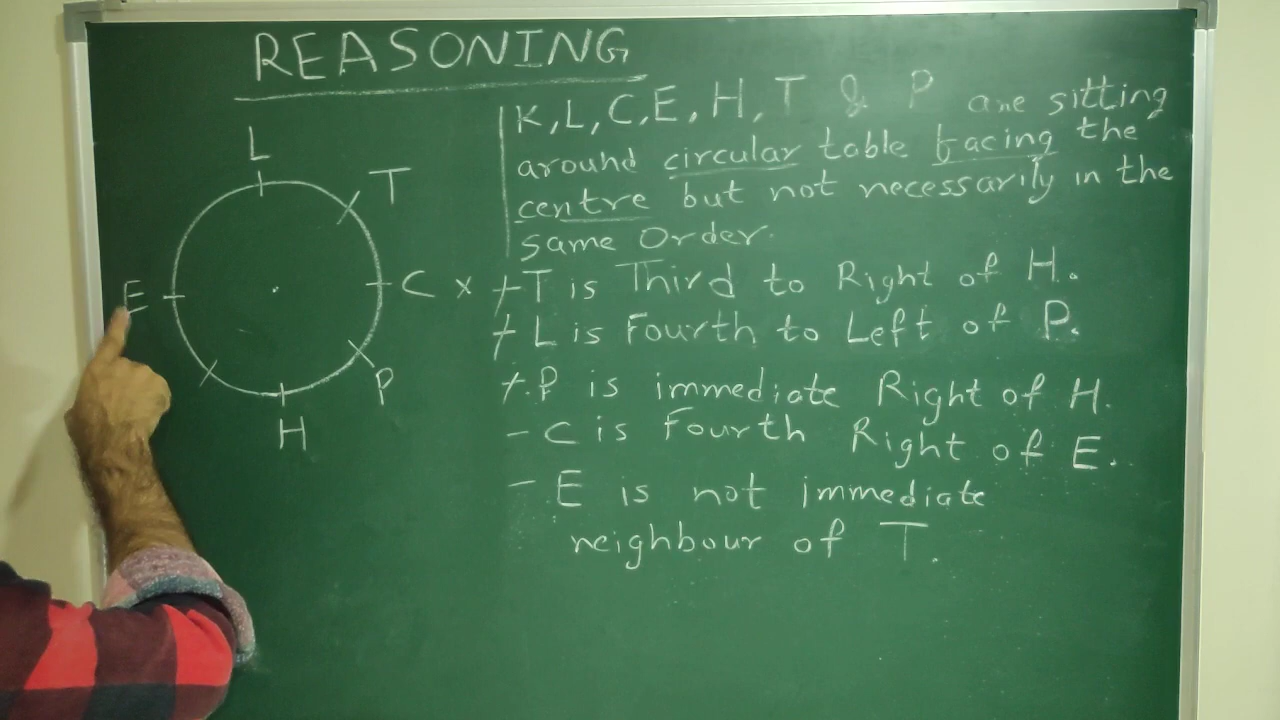 REASONING
K, L, C, E, H, T & P are sitting
around circular table facing the
centre but not necessarily in the
same Order.
+ T is Third to Right of H.
+ L is Fourth to Left of P.
+ P is immediate Right of H.
- C is Fourth Right of E.
- E is not immediate
neighbour of T.
L
T
E
C x
P
H